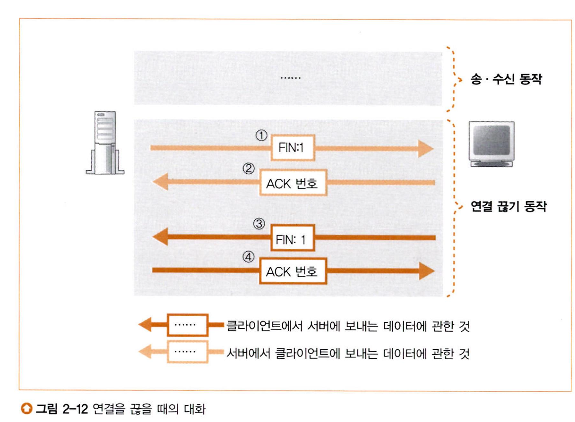 ……
송 · 수신 동작
①
FIN:1
②
ACK 번호
연결 끊기 동작
③
FIN: 1
④
ACK 번호
…… 클라이언트에서 서버에 보내는 데이터에 관한 것
…… 서버에서 클라이언트에 보내는 데이터에 관한 것
그림 2-12 연결을 끊을 때의 대화